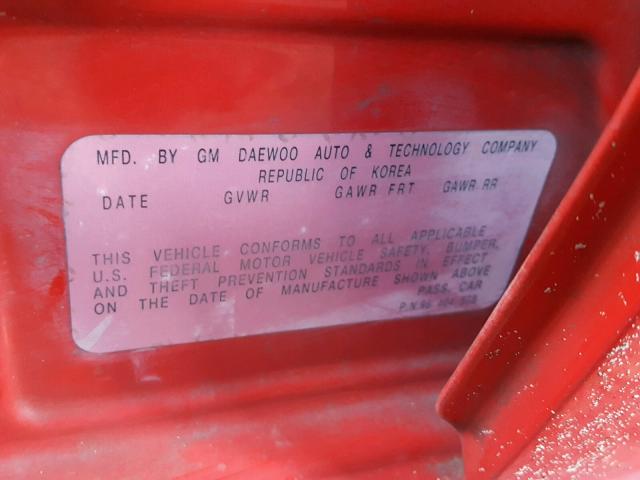 MFD. BY GM DAEWOO AUTO & TECHNOLOGY COMPANY
REPUBLIC OF KOREA
DATE GVWR GAWR FRT GAWR RR
THIS VEHICLE CONFORMS TO ALL APPLICABLE
U.S. FEDERAL MOTOR VEHICLE SAFETY, BUMPER,
AND THEFT PREVENTION STANDARDS IN EFFECT
ON THE DATE OF MANUFACTURE SHOWN ABOVE
PASS. CAR
P/N 96 404